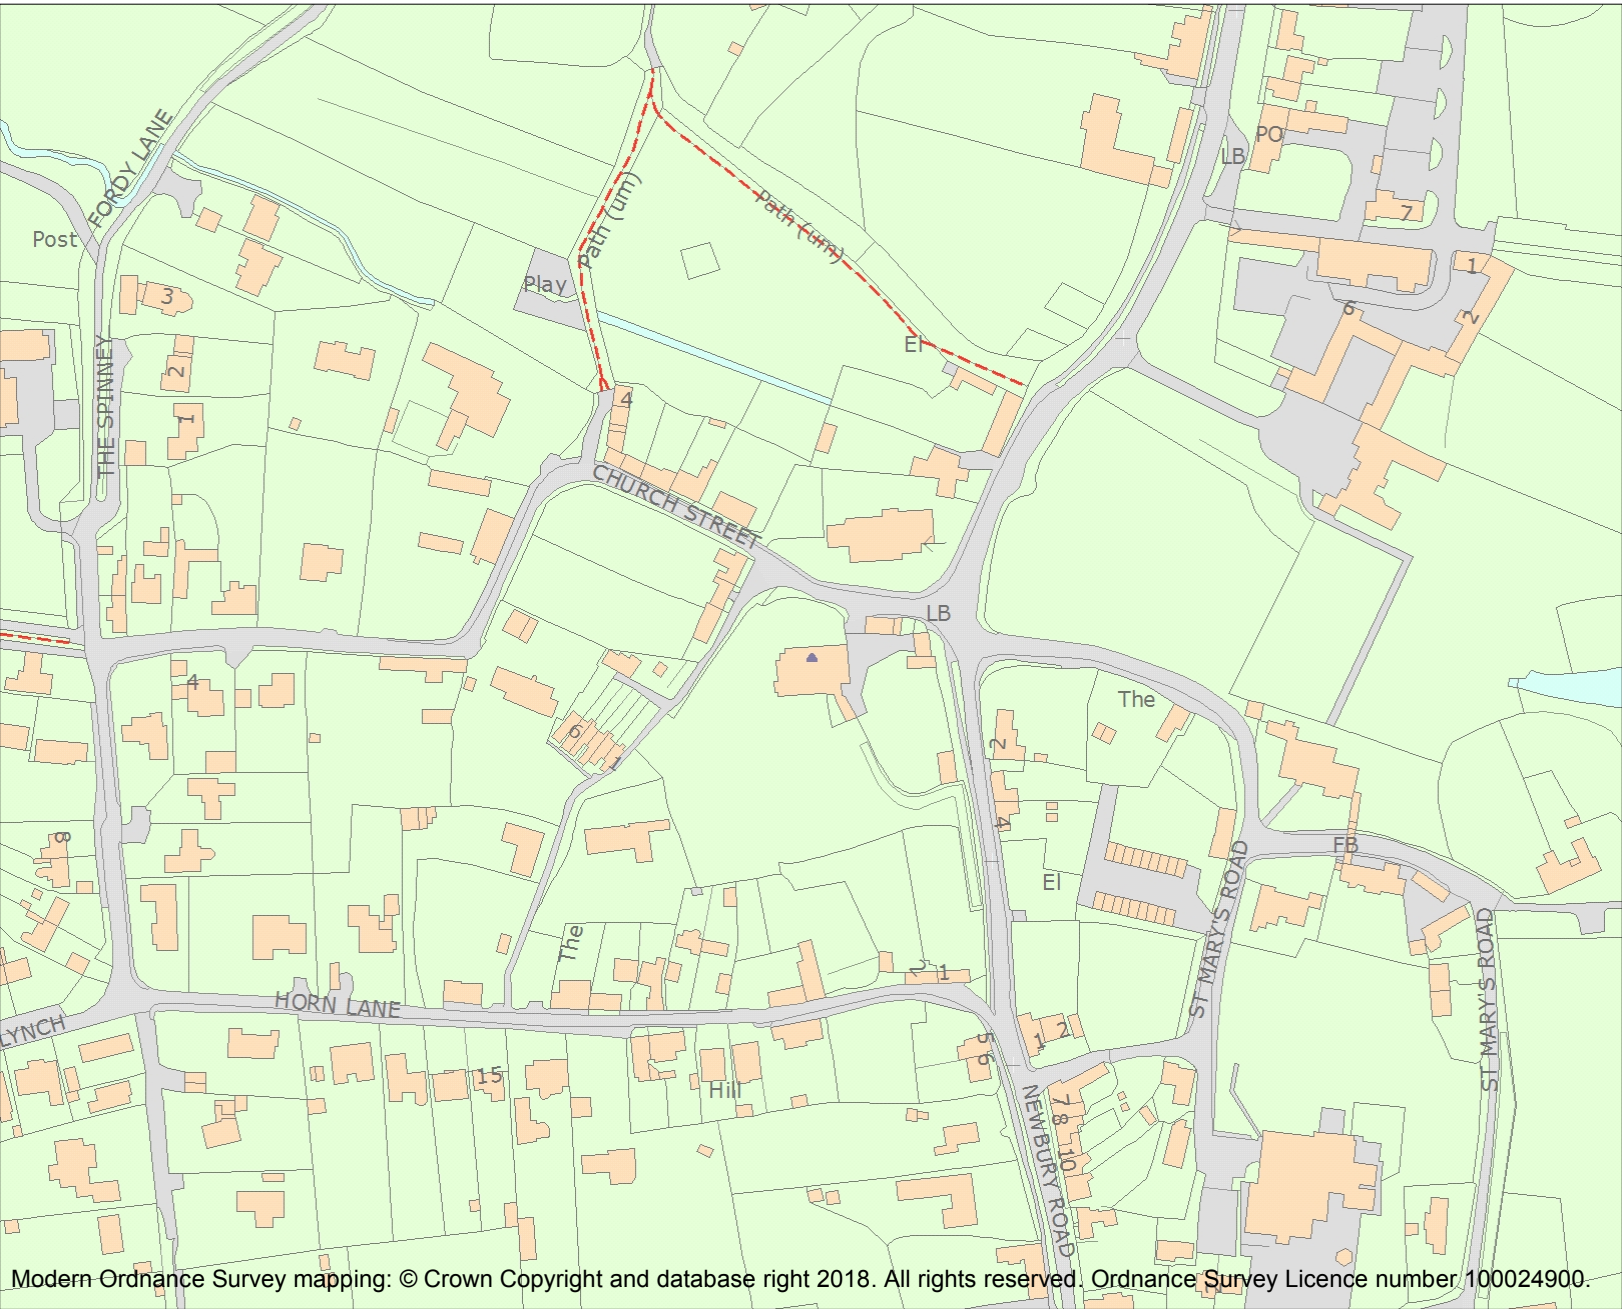 PO
LB
FORDY LANE
Path (um)
Path (um)
7
Post
1
Play
3
6
2
El
THE SPINNEY
2
4
1
CHURCH STREET
LB
4
The
6
2
1
4
8
FB
El
ST MARY'S ROAD
The
ST MARY'S ROAD
2
1
HORN LANE
LYNCH
2
1
5 6
15
Hill
7 8
10
NEWBURY ROAD
Modern Ordnance Survey mapping: © Crown Copyright and database right 2018. All rights reserved. Ordnance Survey Licence number 100024900.